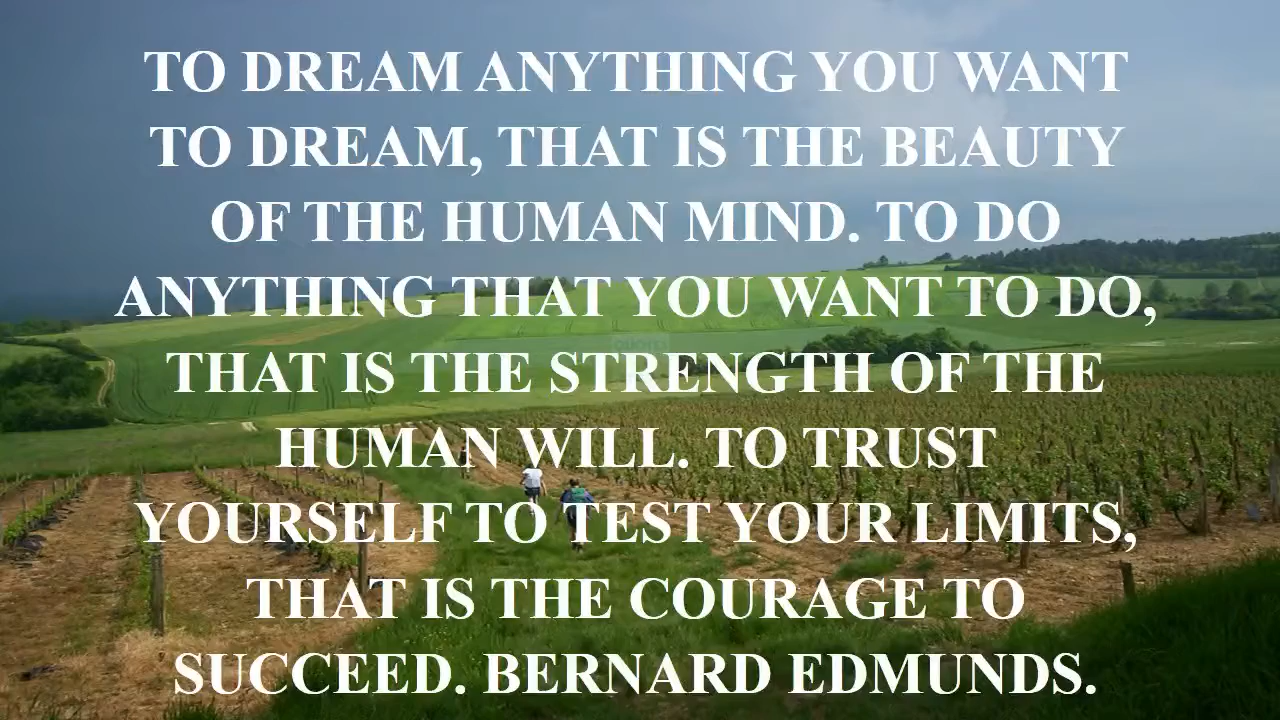 TO DREAM ANYTHING YOU WANT
TO DREAM, THAT IS THE BEAUTY
OF THE HUMAN MIND. TO DO
ANYTHING THAT YOU WANT TO DO,
THAT IS THE STRENGTH OF THE
HUMAN WILL. TO TRUST
YOURSELF TO TEST YOUR LIMITS,
THAT IS THE COURAGE TO
SUCCEED. BERNARD EDMUNDS.